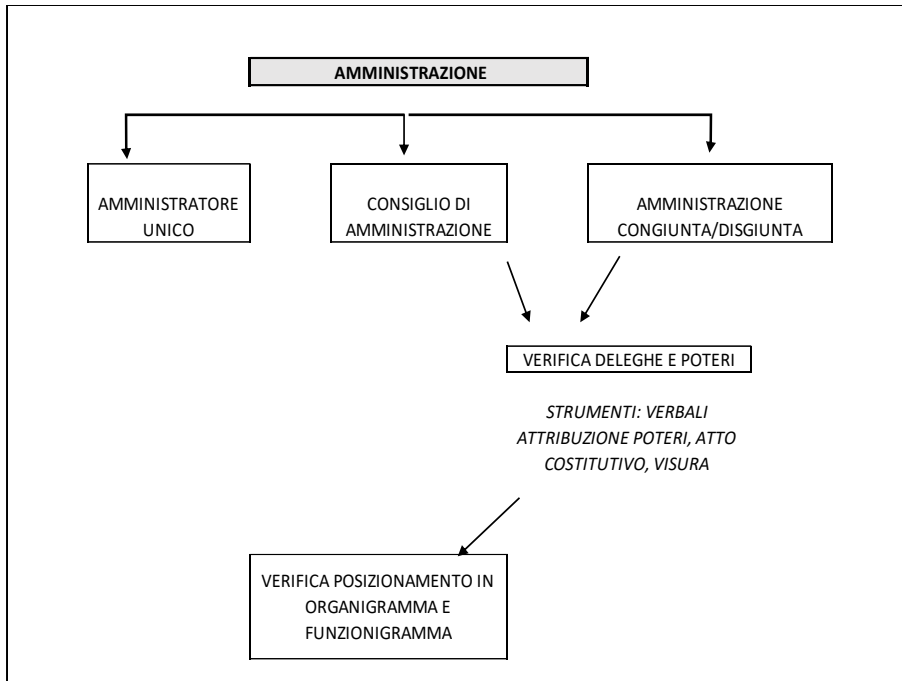 AMMINISTRAZIONE
AMMINISTRATORE
UNICO
CONSIGLIO DI
AMMINISTRAZIONE
AMMINISTRAZIONE
CONGIUNTA/DISGIUNTA
VERIFICA DELEGHE E POTERI
STRUMENTI: VERBALI
ATTRIBUZIONE POTERI, ATTO
COSTITUTIVO, VISURA
VERIFICA POSIZIONAMENTO IN
ORGANIGRAMMA E
FUNZIONIGRAMMA